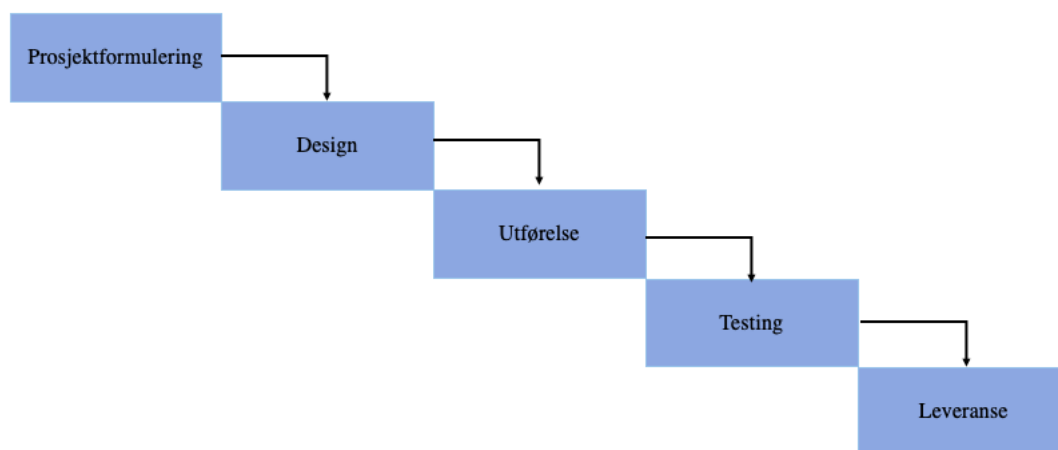 Prosjektformulering
Design
Utførelse
Testing
Leveranse